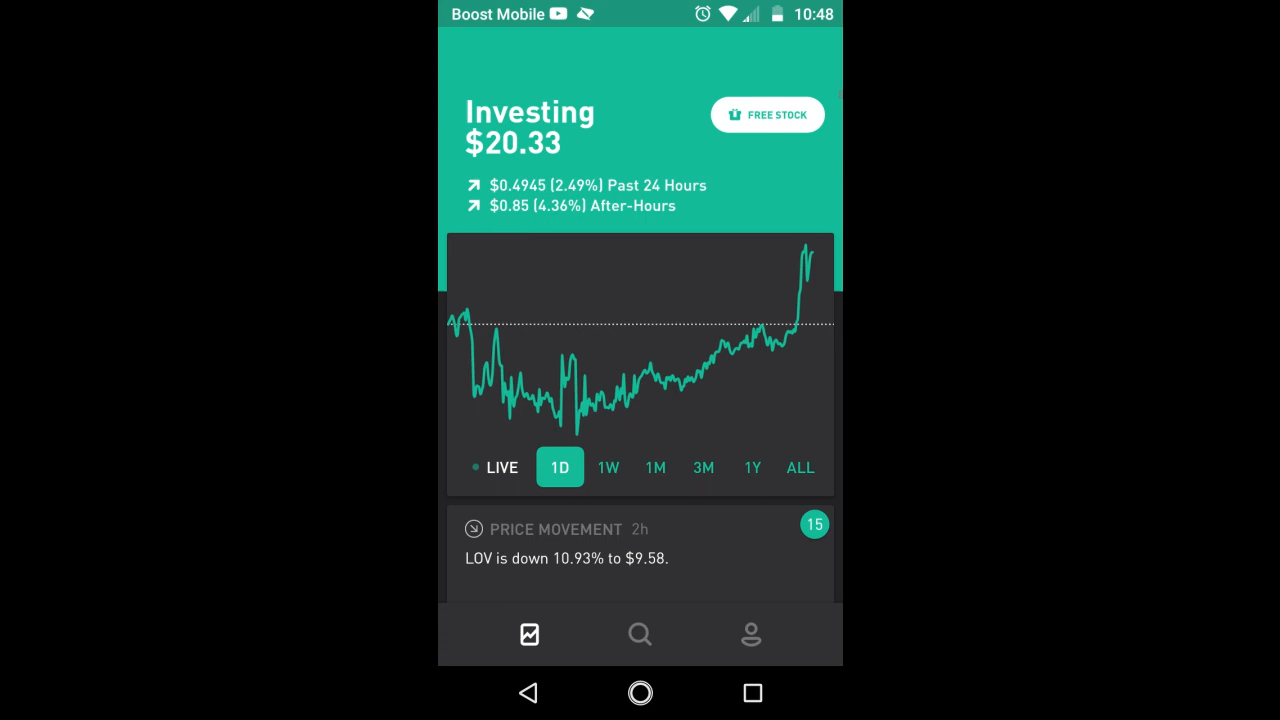 Boost Mobile 10:48
Investing
$20.33
FREE STOCK
$0.4945 (2.49%) Past 24 Hours
$0.85 (4.36%) After-Hours
LIVE 1D 1W 1M 3M 1Y ALL
PRICE MOVEMENT 2h 15
LOV is down 10.93% to $9.58.